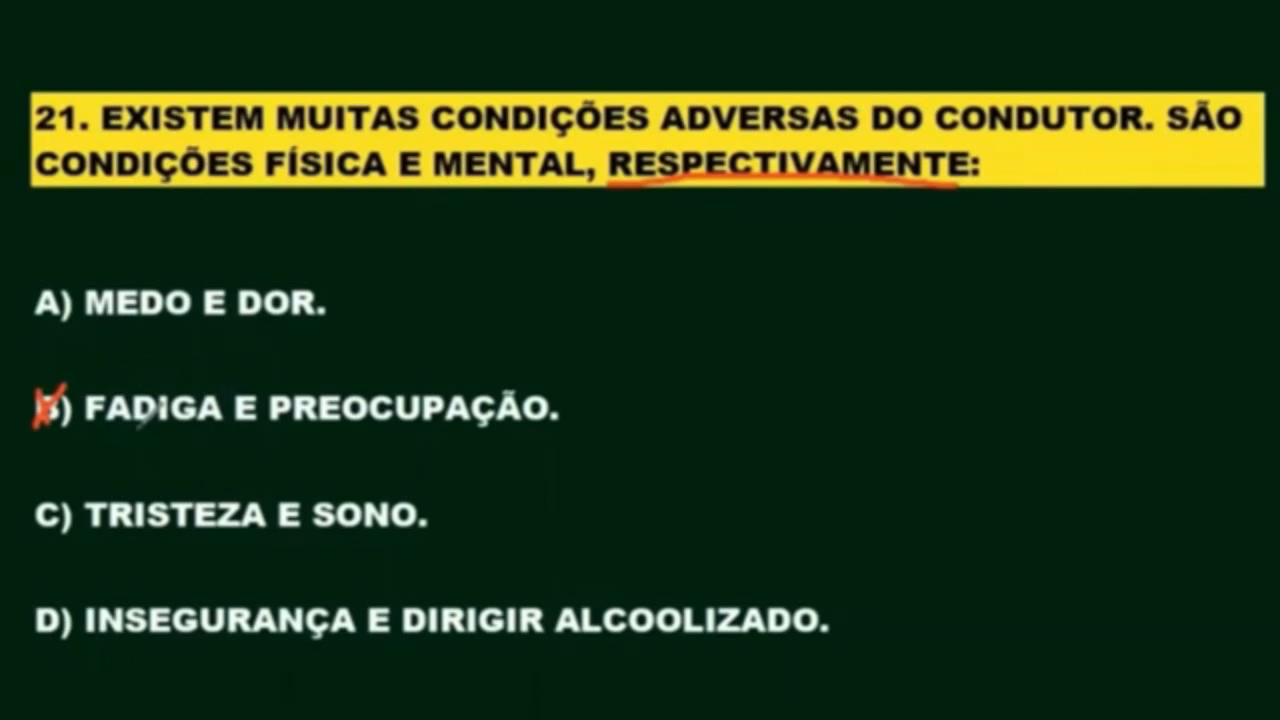 21. EXISTEM MUITAS CONDIÇÕES ADVERSAS DO CONDUTOR. SÃO
CONDIÇÕES FÍSICA E MENTAL, RESPECTIVAMENTE:
A) MEDO E DOR.
B) FADIGA E PREOCUPAÇÃO.
C) TRISTEZA E SONO.
D) INSEGURANÇA E DIRIGIR ALCOOLIZADO.